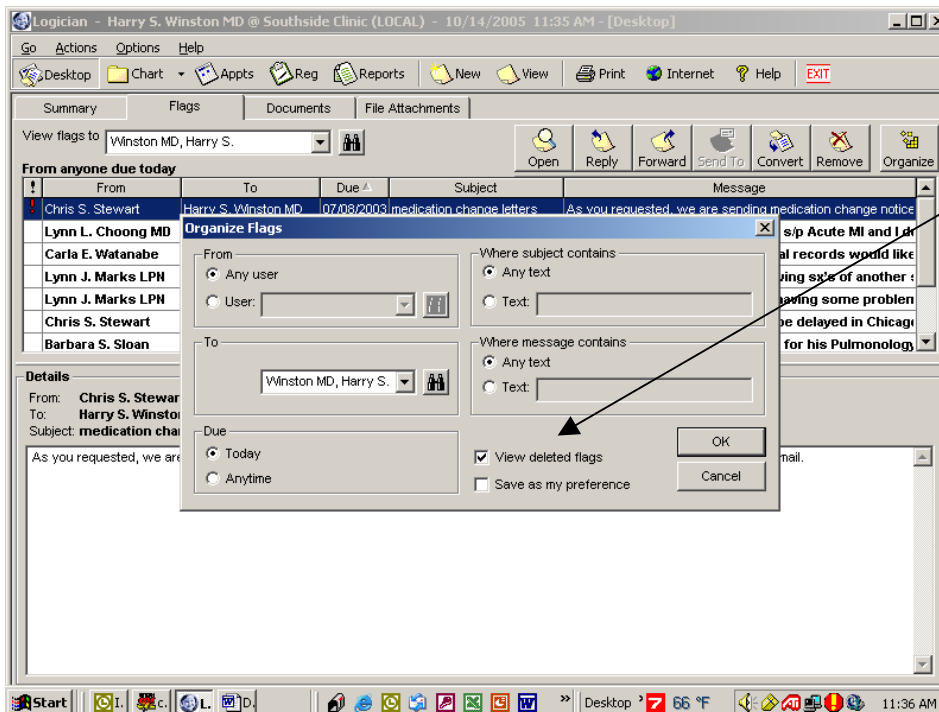 Logician - Harry S. Winston MD @ Southside Clinic (LOCAL) - 10/14/2005 11:35 AM - [Desktop]
Go Actions Options Help
Desktop Chart Appts Reg Reports New View Print Internet Help EXIT
Summary Flags Documents File Attachments
View flags to Winston MD, Harry S.
Open Reply Forward Send To Convert Remove Organize
From anyone due today
! From To Due Subject Message
! Chris S. Stewart Harry S. Winston MD 07/08/2003 medication change letters As you requested, we are sending medication change notice
Lynn L. Choong MD s/p Acute MI and I
Carla E. Watanabe al records would like
Lynn J. Marks LPN ving sx's of another
Lynn J. Marks LPN having some problem
Chris S. Stewart be delayed in Chicago
Barbara S. Sloan for his Pulmonology
Organize Flags
From
Any user
User:
To
Winston MD, Harry S.
Due
Today
Anytime
Where subject contains
Any text
Text:
Where message contains
Any text
Text:
View deleted flags
Save as my preference
OK
Cancel
Details
From: Chris S. Stewar
To: Harry S. Winsto
Subject: medication cha
As you requested, we are nail.
Start I. c. L. D. » Desktop » 7 66 °F 11:36 AM